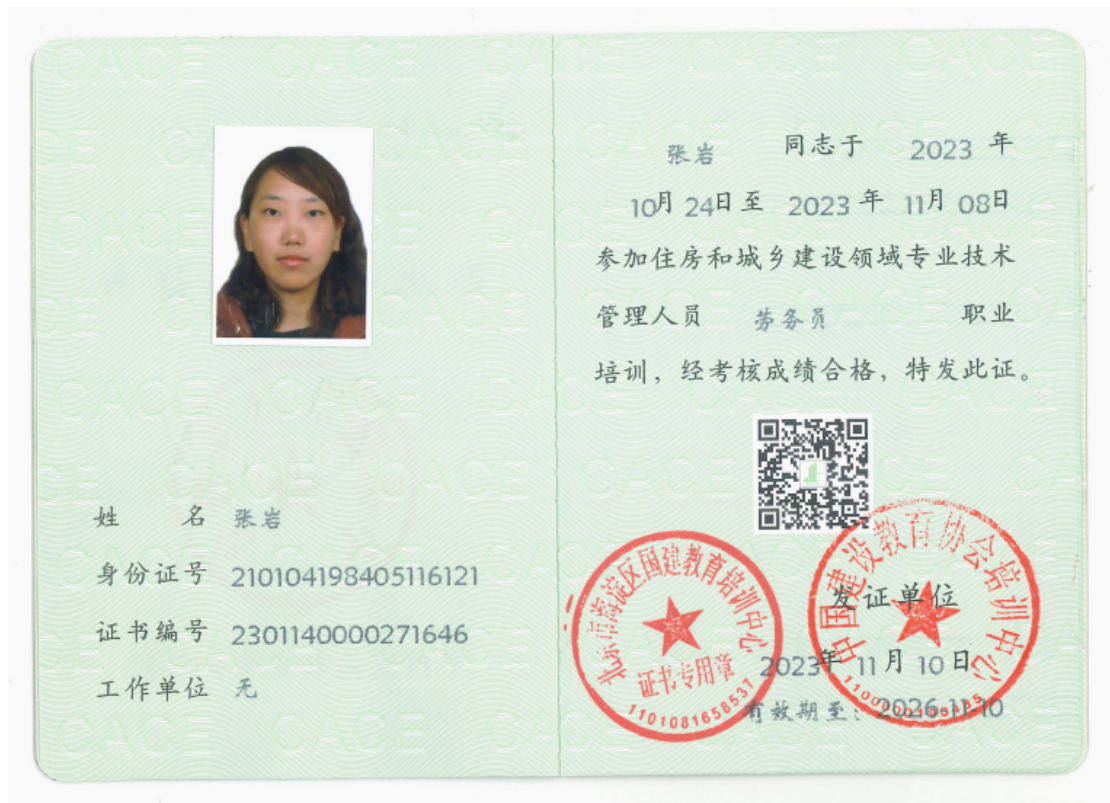 姓 名 张岩
身份证号 210104198405116121
证书编号 2301140000271646
工作单位 无
张岩 同志于 2023 年
10月 24日至 2023 年 11月 08日
参加住房和城乡建设领域专业技术
管理人员 劳务员 职业
培训，经考核成绩合格，特发此证。
北京市海淀区国建教育培训中心
证书专用章
1101081658537
中国建设教育协会培训中心
发证单位
2023年 11月 10日
有效期至：2026-11-10
CACE